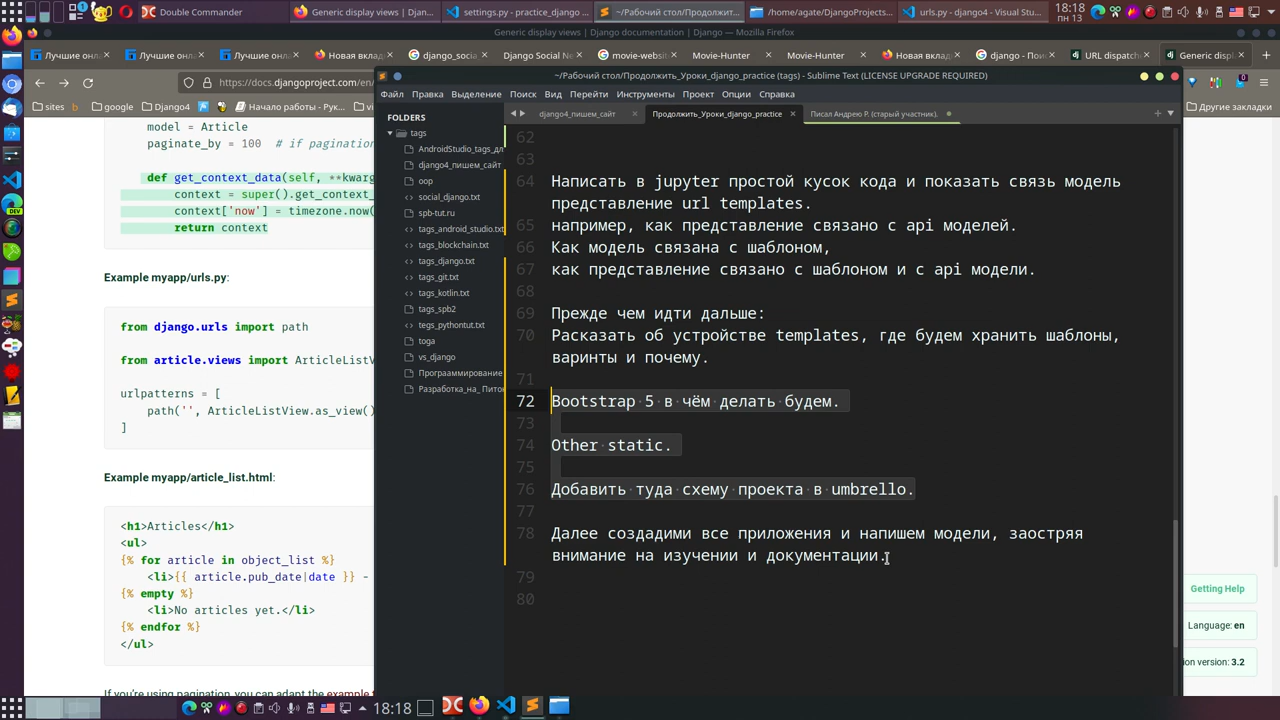 Double Commander
Generic display views | Djan...
settings.py - practice_django ...
~/Рабочий стол/Продолжит...
/home/agate/DjangoProjects...
urls.py - django4 - Visual Stu...
18:18
ПН 13
18:18
Generic display views | Django documentation | Django — Mozilla Firefox
Лучшие онл
Лучшие онл
Лучшие онл
Новая вкла
django_soci
Django Social Ne
movie-websit
Movie-Hunter
Movie-Hunter
Новая вкл
django - Пои
URL dispatch
Generic displ
https://docs.djangoproject.com/en/
sites
google
Django4
Начало работы - Рук...
Другие закладки
~/Рабочий стол/Продолжить_Уроки_django_practice (tags) - Sublime Text (LICENSE UPGRADE REQUIRED)
Файл Правка Выделение Поиск Вид Перейти Инструменты Проект Опции Справка
FOLDERS
tags
AndroidStudio_tags_дл
django4_пишем_сайт
oop
social_django.txt
spb-tut.ru
tags_android_studio.txt
tags_blockchain.txt
tags_django.txt
tags_git.txt
tags_kotlin.txt
tags_spb2
tegs_pythontut.txt
toga
vs_django
Программирование
Разработка_на_Питон
django4_пишем_сайт
Продолжить_Уроки_django_practice
Писал Андрею Р. (старый участник).
62
63
64 Написать в jupyter простой кусок кода и показать связь модель
представление url templates.
65 например, как представление связано с api моделей.
66 Как модель связана с шаблоном,
67 как представление связано с шаблоном и с api модели.
68
69 Прежде чем идти дальше:
70 Расказать об устройстве templates, где будем хранить шаблоны,
варинты и почему.
71
72 Bootstrap 5 в чём делать будем.
73
74 Other static.
75
76 Добавить туда схему проекта в umbrello.
77
78 Далее создадими все приложения и напишем модели, заостряя
внимание на изучении и документации.
79
80
model = Article
paginate_by = 100 # if pagination
def get_context_data(self, **kwarg
context = super().get_context_
context['now'] = timezone.now(
return context
Example myapp/urls.py:
from django.urls import path
from article.views import ArticleListV
urlpatterns = [
path('', ArticleListView.as_view()
]
Example myapp/article_list.html:
<h1>Articles</h1>
<ul>
{% for article in object_list %}
<li>{{ article.pub_date|date }} -
{% empty %}
<li>No articles yet.</li>
{% endfor %}
</ul>
If you're using pagination, you can adapt the example
Getting Help
Language: en
on version: 3.2
18:18